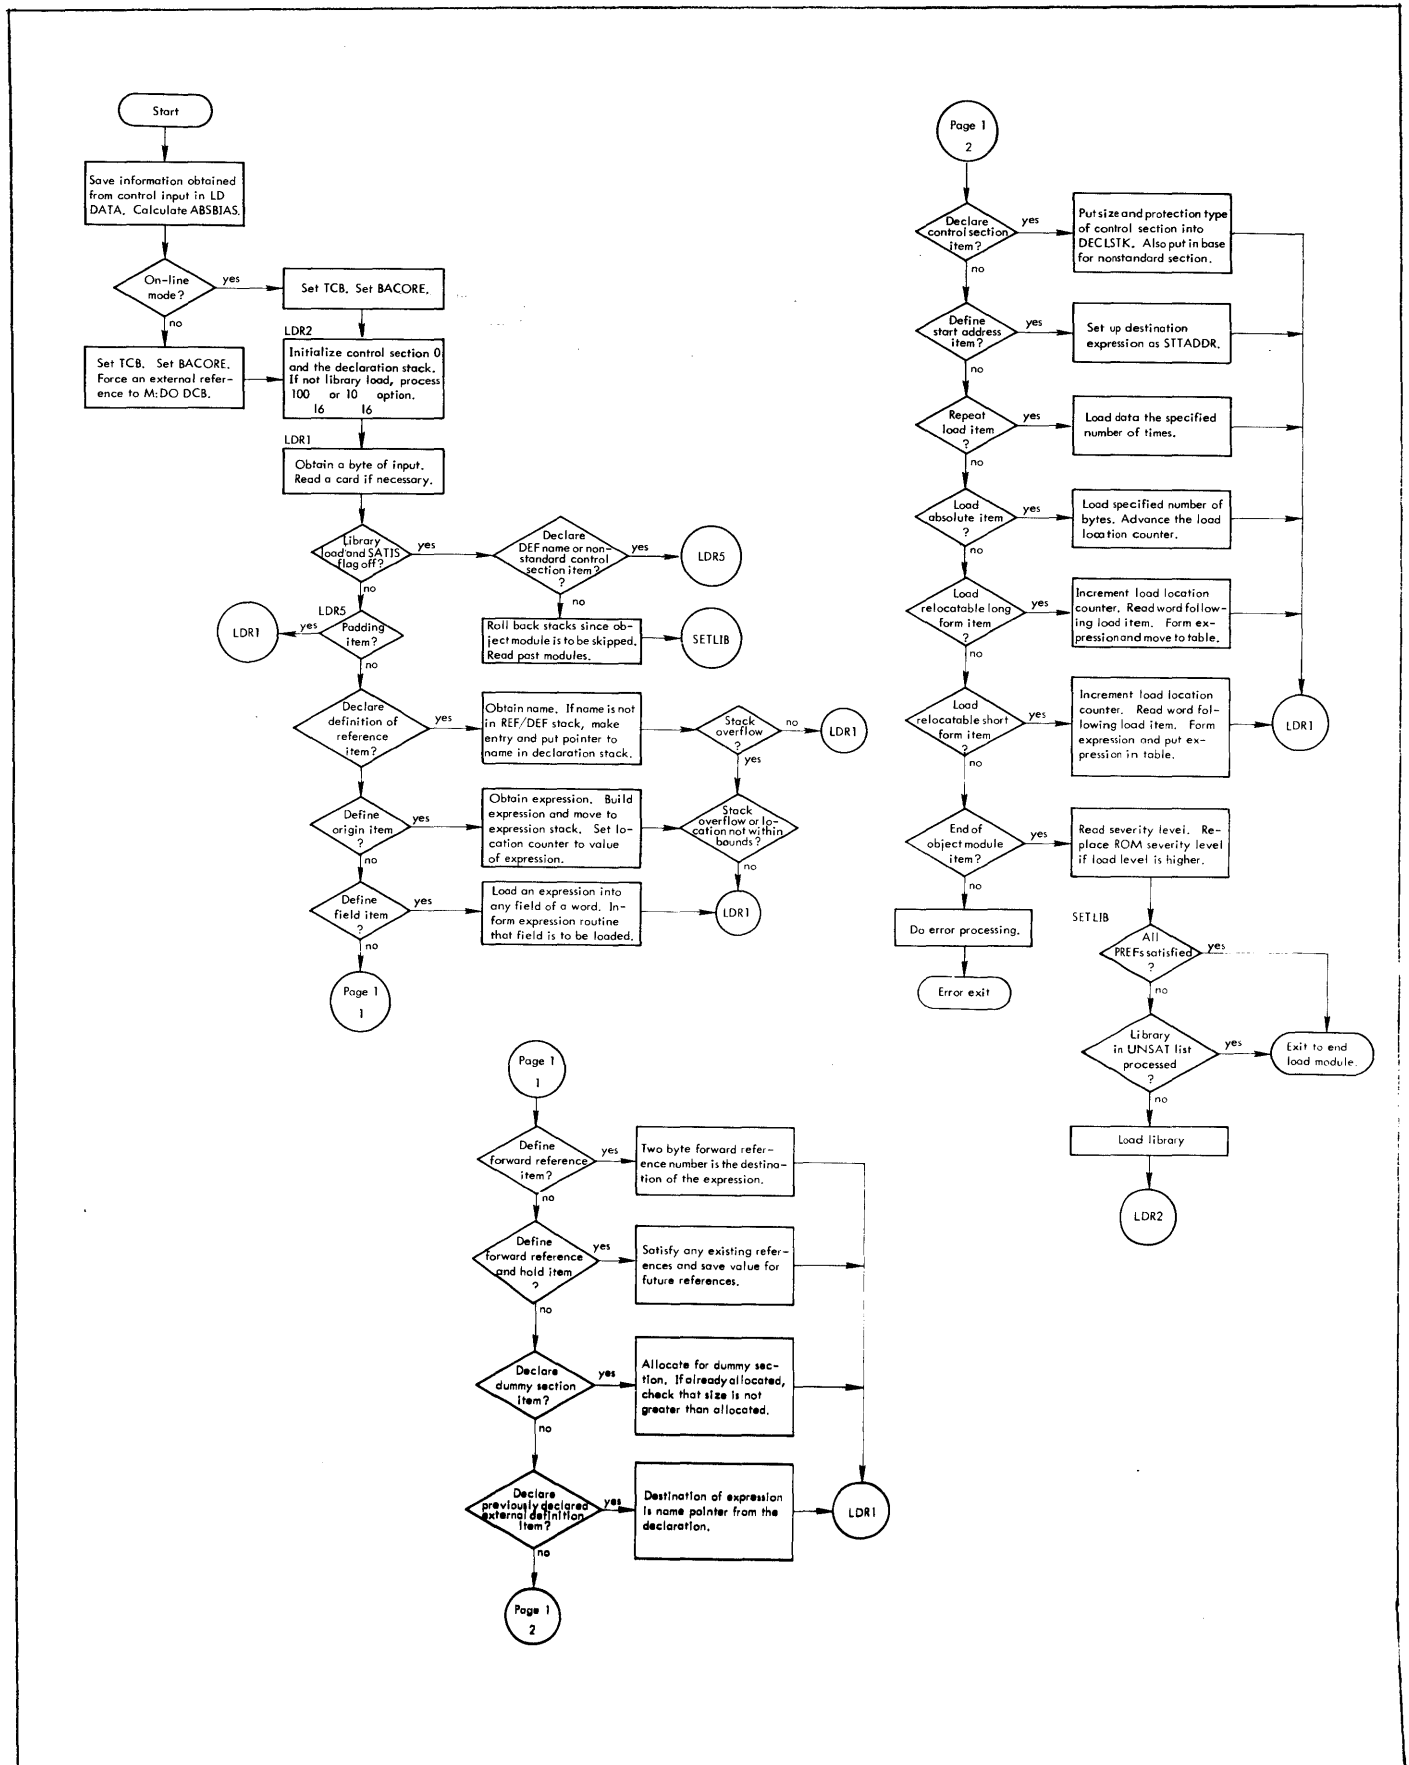 Start
Save information obtained
from control input in LD
DATA. Calculate ABSBIAS.
On-line
mode?
yes
no
Set TCB. Set BACORE.
Set TCB. Set BACORE.
Force an external refer-
ence to M:DO DCB.
LDR2
Initialize control section 0
and the declaration stack.
If not library load, process
100 or 10 option.
16 16
LDR1
Obtain a byte of input.
Read a card if necessary.
Library
load and SATIS
flag off?
yes
no
Declare
DEF name or non-
standard control
section item?
?
yes
no
LDR5
Roll back stacks since ob-
ject module is to be skipped.
Read past modules.
SETLIB
LDR5
Padding
item?
yes
no
LDR1
Declare
definition of
reference
item?
yes
no
Obtain name. If name is not
in REF/DEF stack, make
entry and put pointer to
name in declaration stack.
Stack
overflow
?
no
yes
LDR1
Define
origin item
?
yes
no
Obtain expression. Build
expression and move to
expression stack. Set lo-
cation counter to value
of expression.
Stack
overflow or lo-
cation not within
bounds?
no
LDR1
Define
field item
?
yes
no
Load an expression into
any field of a word. In-
form expression routine
that field is to be loaded.
Page 1
1
Page 1
1
Define
forward reference
item?
yes
no
Two byte forward refer-
ence number is the destina-
tion of the expression.
Define
forward reference
and hold item
?
yes
no
Satisfy any existing refer-
ences and save value for
future references.
Declare
dummy section
item?
yes
no
Allocate for dummy sec-
tion. If already allocated,
check that size is not
greater than allocated.
Declare
previously declared
external definition
item?
yes
no
Destination of expression
is name pointer from the
declaration.
LDR1
Page 1
2
Page 1
2
Declare
control section
item?
yes
no
Put size and protection type
of control section into
DECLSTK. Also put in base
for nonstandard section.
Define
start address
item?
yes
no
Set up destination
expression as STTADDR.
Repeat
load item
?
yes
no
Load data the specified
number of times.
Load
absolute item
?
yes
no
Load specified number of
bytes. Advance the load
location counter.
Load
relocatable long
form item
?
yes
no
Increment load location
counter. Read word follow-
ing load item. Form ex-
pression and move to table.
Load
relocatable short
form item
?
yes
no
Increment load location
counter. Read word fol-
lowing load item. Form
expression and put ex-
pression in table.
LDR1
End of
object module
item?
yes
no
Read severity level. Re-
place ROM severity level
if load level is higher.
Do error processing.
Error exit
SETLIB
All
PREFs satisfied
?
yes
no
Library
in UNSAT list
processed
?
yes
no
Exit to end
load module.
Load library
LDR2